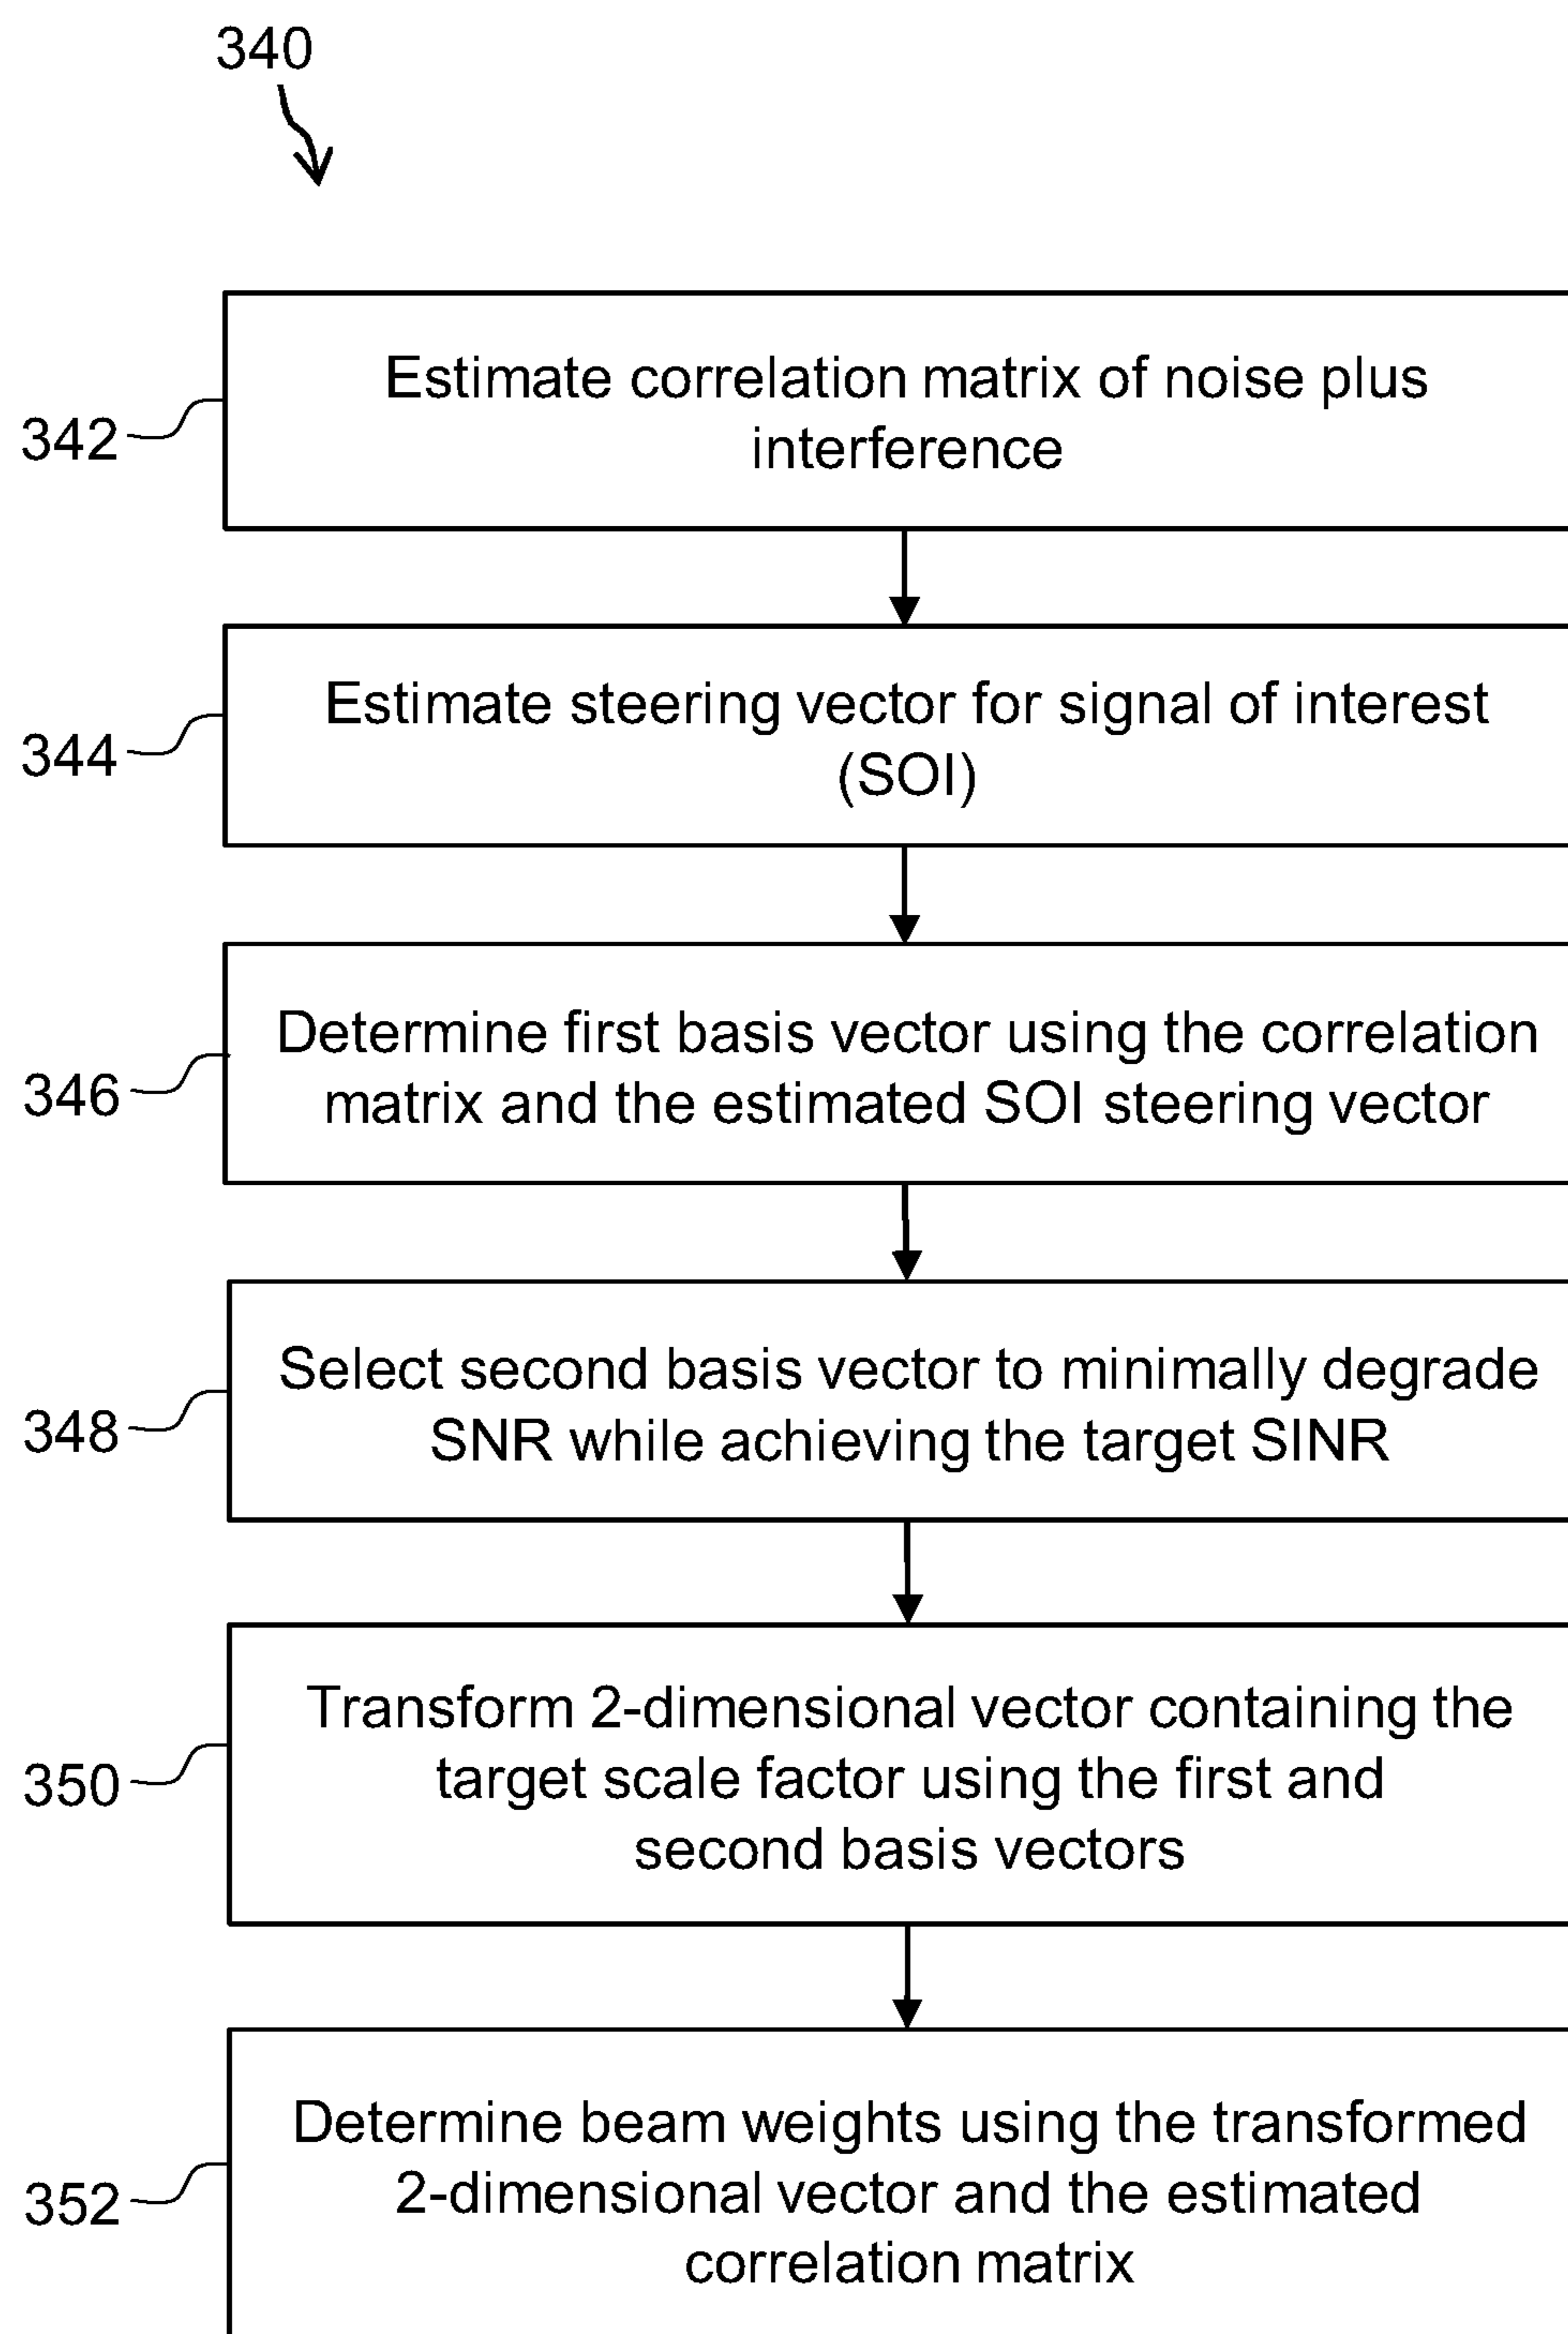 340
342
Estimate correlation matrix of noise plus
interference
344
Estimate steering vector for signal of interest
(SOI)
346
Determine first basis vector using the correlation
matrix and the estimated SOI steering vector
348
Select second basis vector to minimally degrade
SNR while achieving the target SINR
350
Transform 2-dimensional vector containing the
target scale factor using the first and
second basis vectors
352
Determine beam weights using the transformed
2-dimensional vector and the estimated
correlation matrix